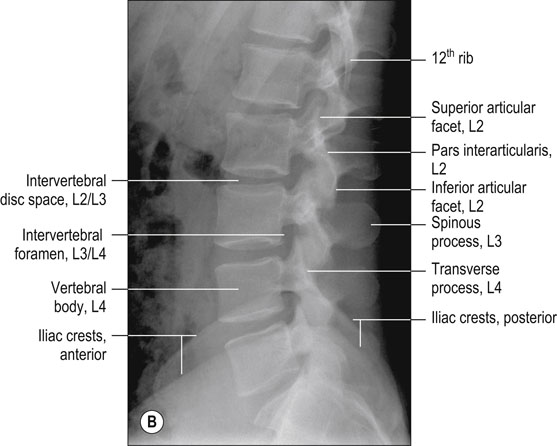 12th rib
Superior articular
facet, L2
Pars interarticularis,
L2
Intervertebral
disc space, L2/L3
Inferior articular
facet, L2
Spinous
process, L3
Intervertebral
foramen, L3/L4
Transverse
process, L4
Vertebral
body, L4
Iliac crests, posterior
Iliac crests,
anterior
B